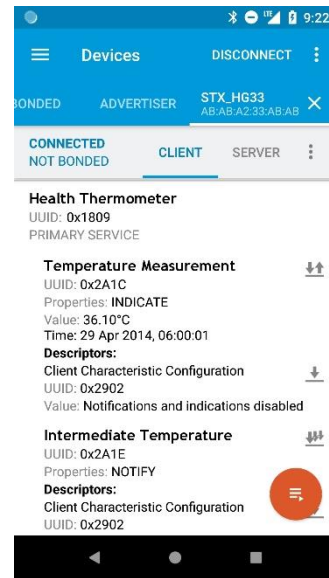 LTE 9:22
Devices DISCONNECT
BONDED ADVERTISER STX_HG33
AB:AB:A2:33:AB:AB
CONNECTED
NOT BONDED CLIENT SERVER
Health Thermometer
UUID: 0x1809
PRIMARY SERVICE
Temperature Measurement
UUID: 0x2A1C
Properties: INDICATE
Value: 36.10°C
Time: 29 Apr 2014, 06:00:01
Descriptors:
Client Characteristic Configuration
UUID: 0x2902
Value: Notifications and indications disabled
Intermediate Temperature
UUID: 0x2A1E
Properties: NOTIFY
Descriptors:
Client Characteristic Configuration
UUID: 0x2902